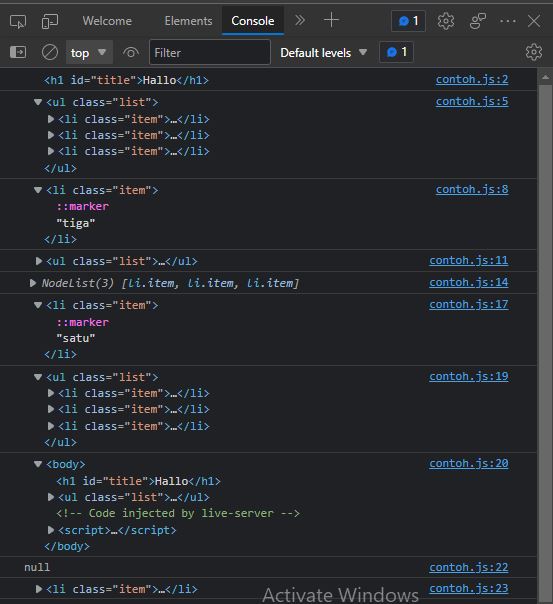 Welcome Elements Console 1
top Filter Default levels 1
<h1 id="title">Hallo</h1> contoh.js:2
<ul class="list"> contoh.js:5
<li class="item">…</li>
<li class="item">…</li>
<li class="item">…</li>
</ul>
<li class="item"> contoh.js:8
::marker
"tiga"
</li>
<ul class="list">…</ul> contoh.js:11
NodeList(3) [li.item, li.item, li.item] contoh.js:14
<li class="item"> contoh.js:17
::marker
"satu"
</li>
<ul class="list"> contoh.js:19
<li class="item">…</li>
<li class="item">…</li>
<li class="item">…</li>
</ul>
<body> contoh.js:20
<h1 id="title">Hallo</h1>
<ul class="list">…</ul>
<!-- Code injected by live-server -->
<script>…</script>
</body>
null contoh.js:22
<li class="item">…</li> contoh.js:23
Activate Windows